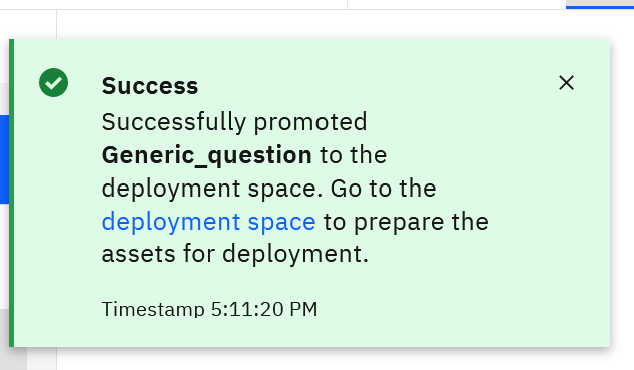 Success
Successfully promoted
Generic_question to the
deployment space. Go to the
deployment space to prepare the
assets for deployment.
Timestamp 5:11:20 PM